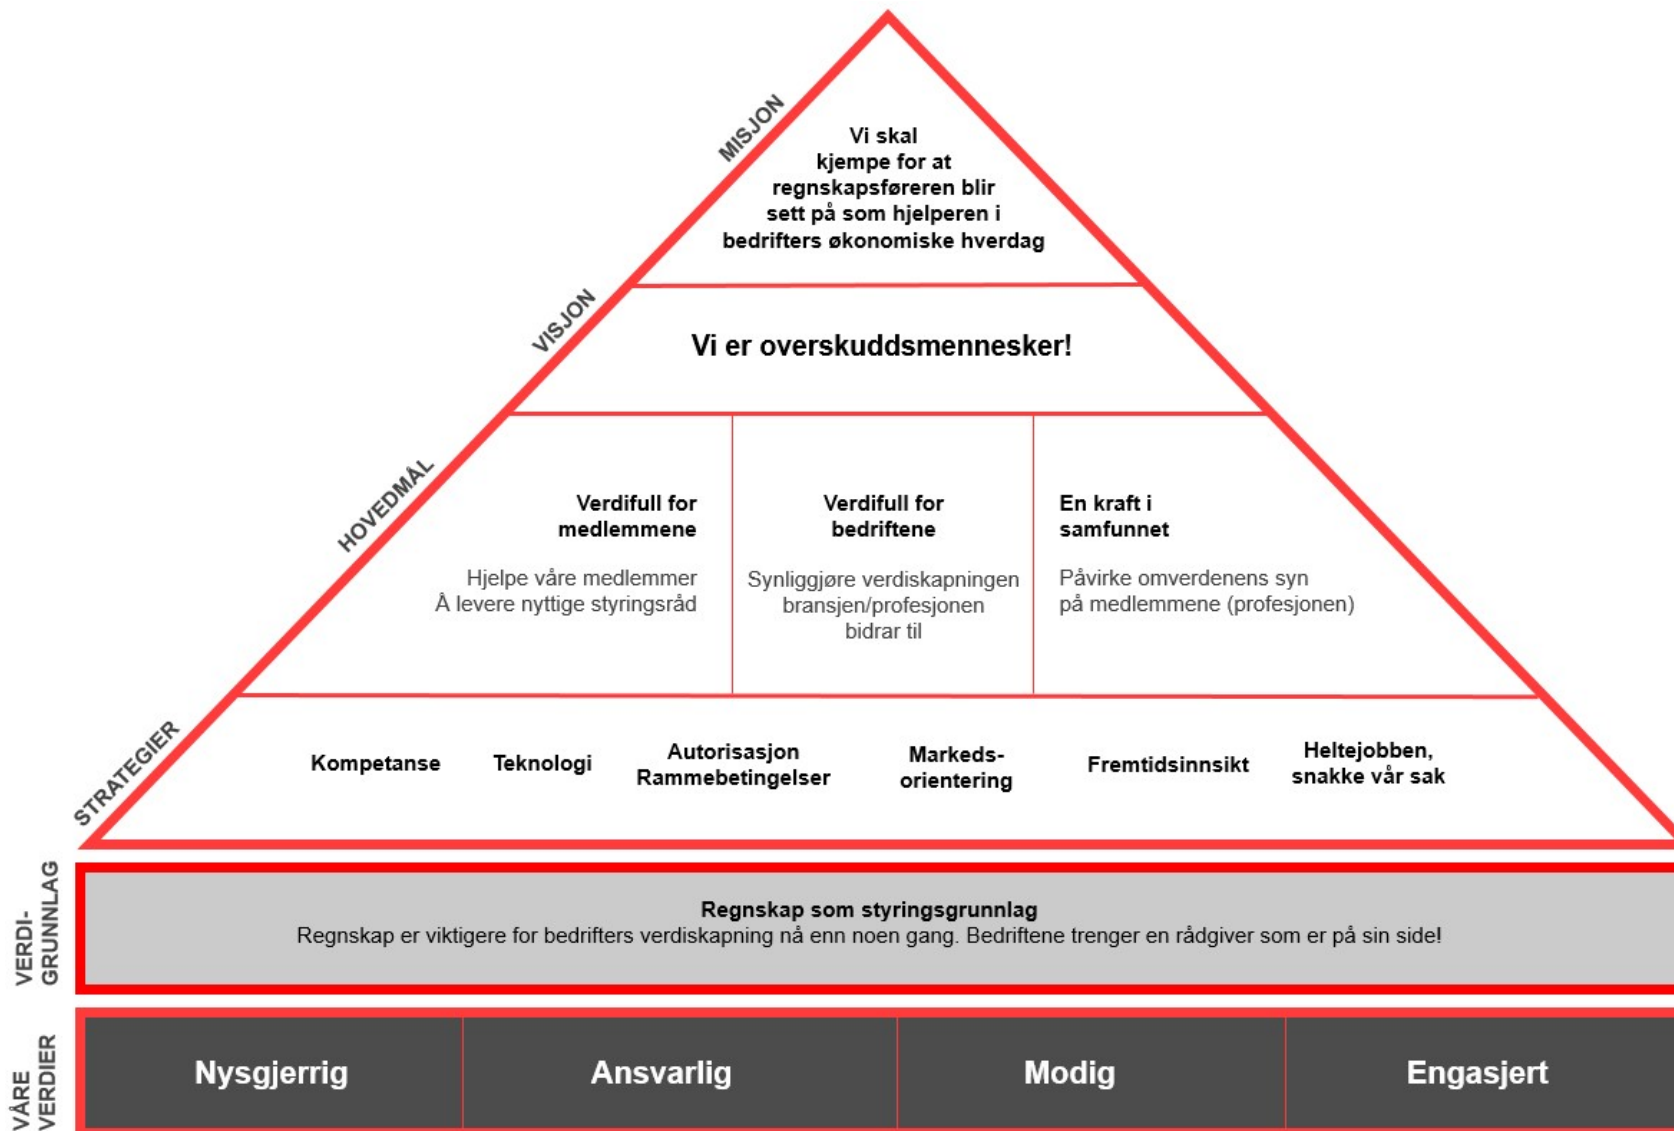 MISJON
Vi skal
kjempe for at
regnskapsføreren blir
sett på som hjelperen i
bedrifters økonomiske hverdag
VISJON
Vi er overskuddsmennesker!
HOVEDMÅL
Verdifull for
medlemmene
Hjelpe våre medlemmer
Å levere nyttige styringsråd
Verdifull for
bedriftene
Synliggjøre verdiskapningen
bransjen/profesjonen
bidrar til
En kraft i
samfunnet
Påvirke omverdenens syn
på medlemmene (profesjonen)
STRATEGIER
Kompetanse
Teknologi
Autorisasjon
Rammebetingelser
Markeds-
orientering
Fremtidsinnsikt
Heltejobben,
snakke vår sak
VERDI-
GRUNNLAG
Regnskap som styringsgrunnlag
Regnskap er viktigere for bedrifters verdiskapning nå enn noen gang. Bedriftene trenger en rådgiver som er på sin side!
VÅRE
VERDIER
Nysgjerrig
Ansvarlig
Modig
Engasjert